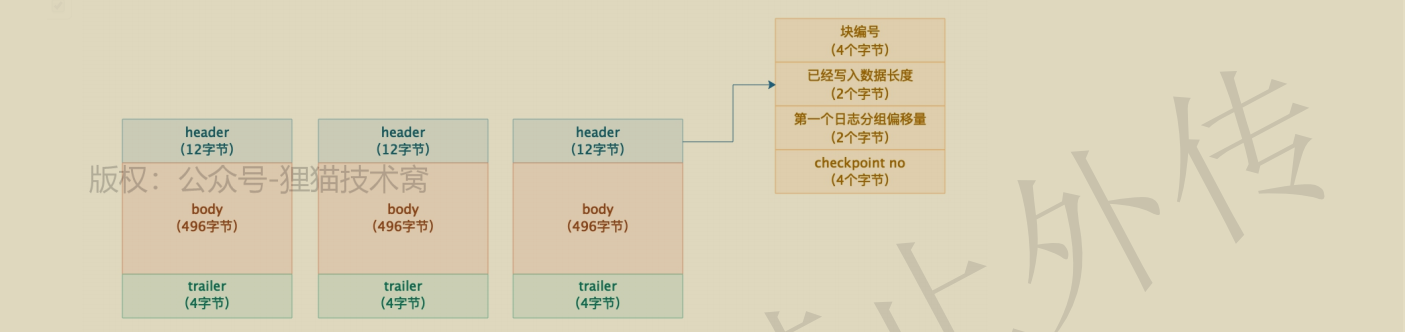 块编号
(4个字节)
已经写入数据长度
(2个字节)
第一个日志分组偏移量
(2个字节)
checkpoint no
(4个字节)
header
(12字节)
header
(12字节)
header
(12字节)
版权：公众号-狸猫技术窝
body
(496字节)
body
(496字节)
body
(496字节)
trailer
(4字节)
trailer
(4字节)
trailer
(4字节)
止外传